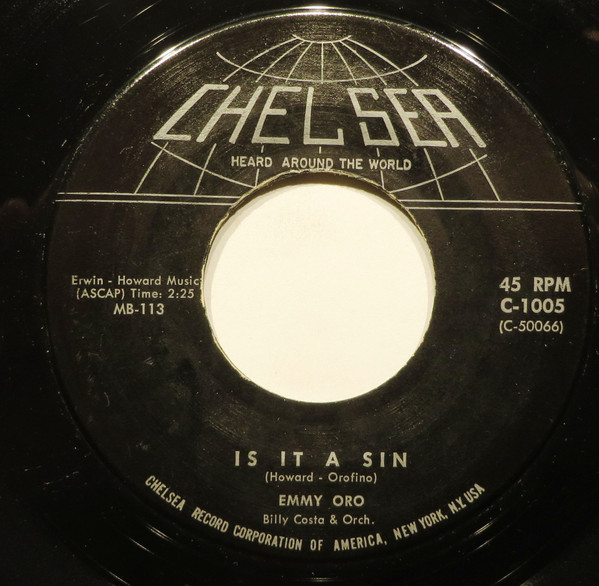 CHELSEA
HEARD AROUND THE WORLD
Erwin - Howard Music
(ASCAP) Time: 2:25
MB-113
45 RPM
C-1005
(C-50066)
IS IT A SIN
(Howard - Orofino)
EMMY ORO
Billy Costa & Orch.
CHELSEA RECORD CORPORATION OF AMERICA, NEW YORK, N.Y. USA